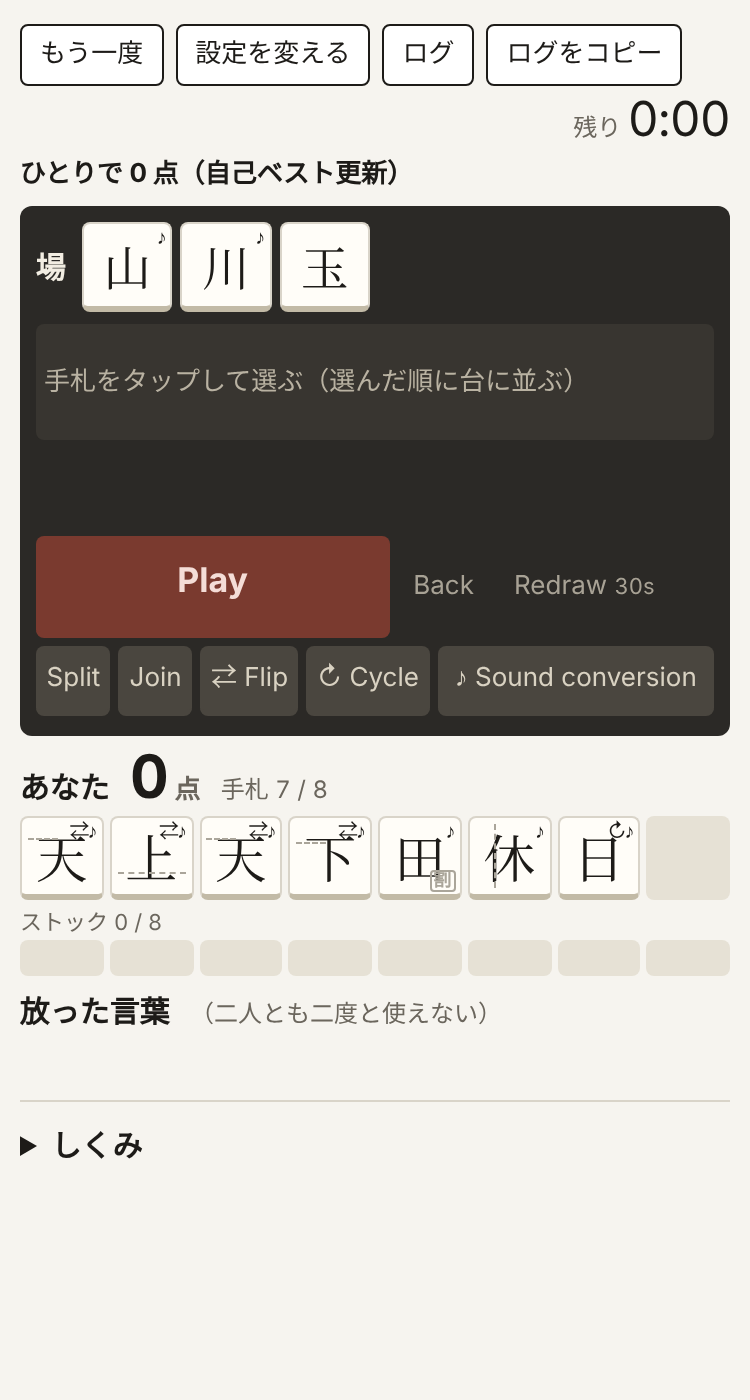 もう一度 設定を変える ログ ログをコピー
残り 0:00
ひとりで 0 点（自己ベスト更新）
場 山♪ 川♪ 玉
手札をタップして選ぶ（選んだ順に台に並ぶ）
Play Back Redraw 30s
Split Join ⇄ Flip ↻ Cycle ♪ Sound conversion
あなた 0 点 手札 7 / 8
天⇄♪ 上⇄♪ 天⇄♪ 下⇄♪ 田♪割 休♪ 日↻♪
ストック 0 / 8
放った言葉 （二人とも二度と使えない）
▶ しくみ